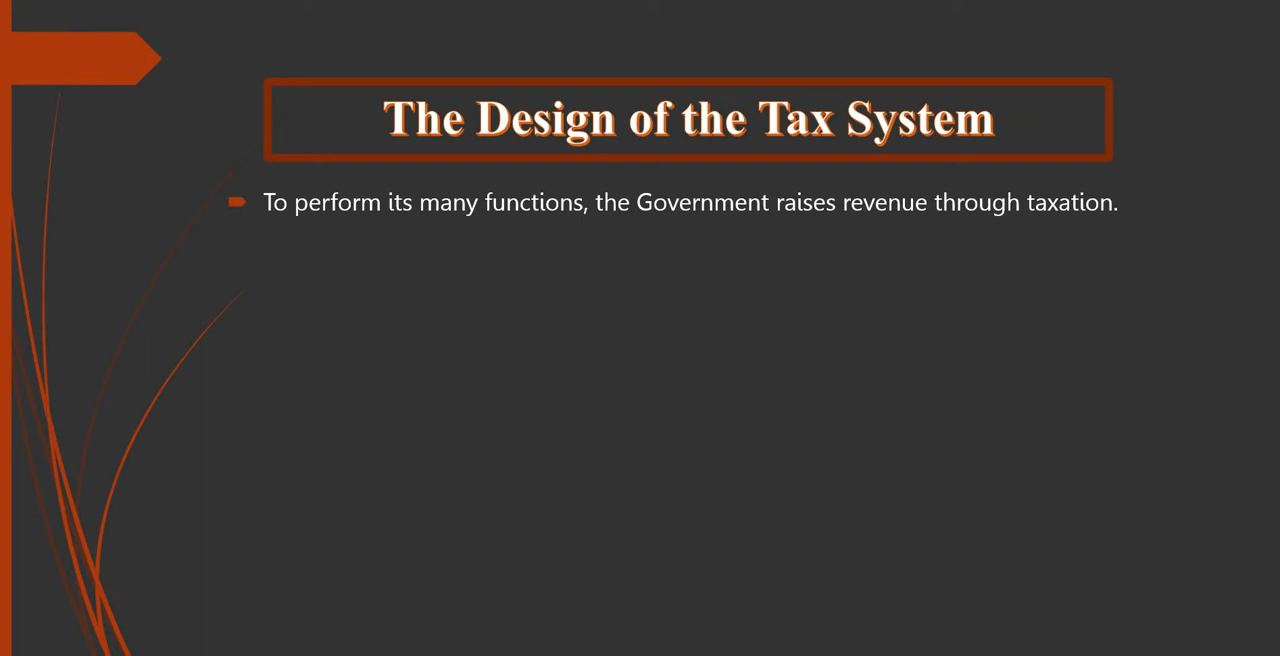 The Design of the Tax System
To perform its many functions, the Government raises revenue through taxation.